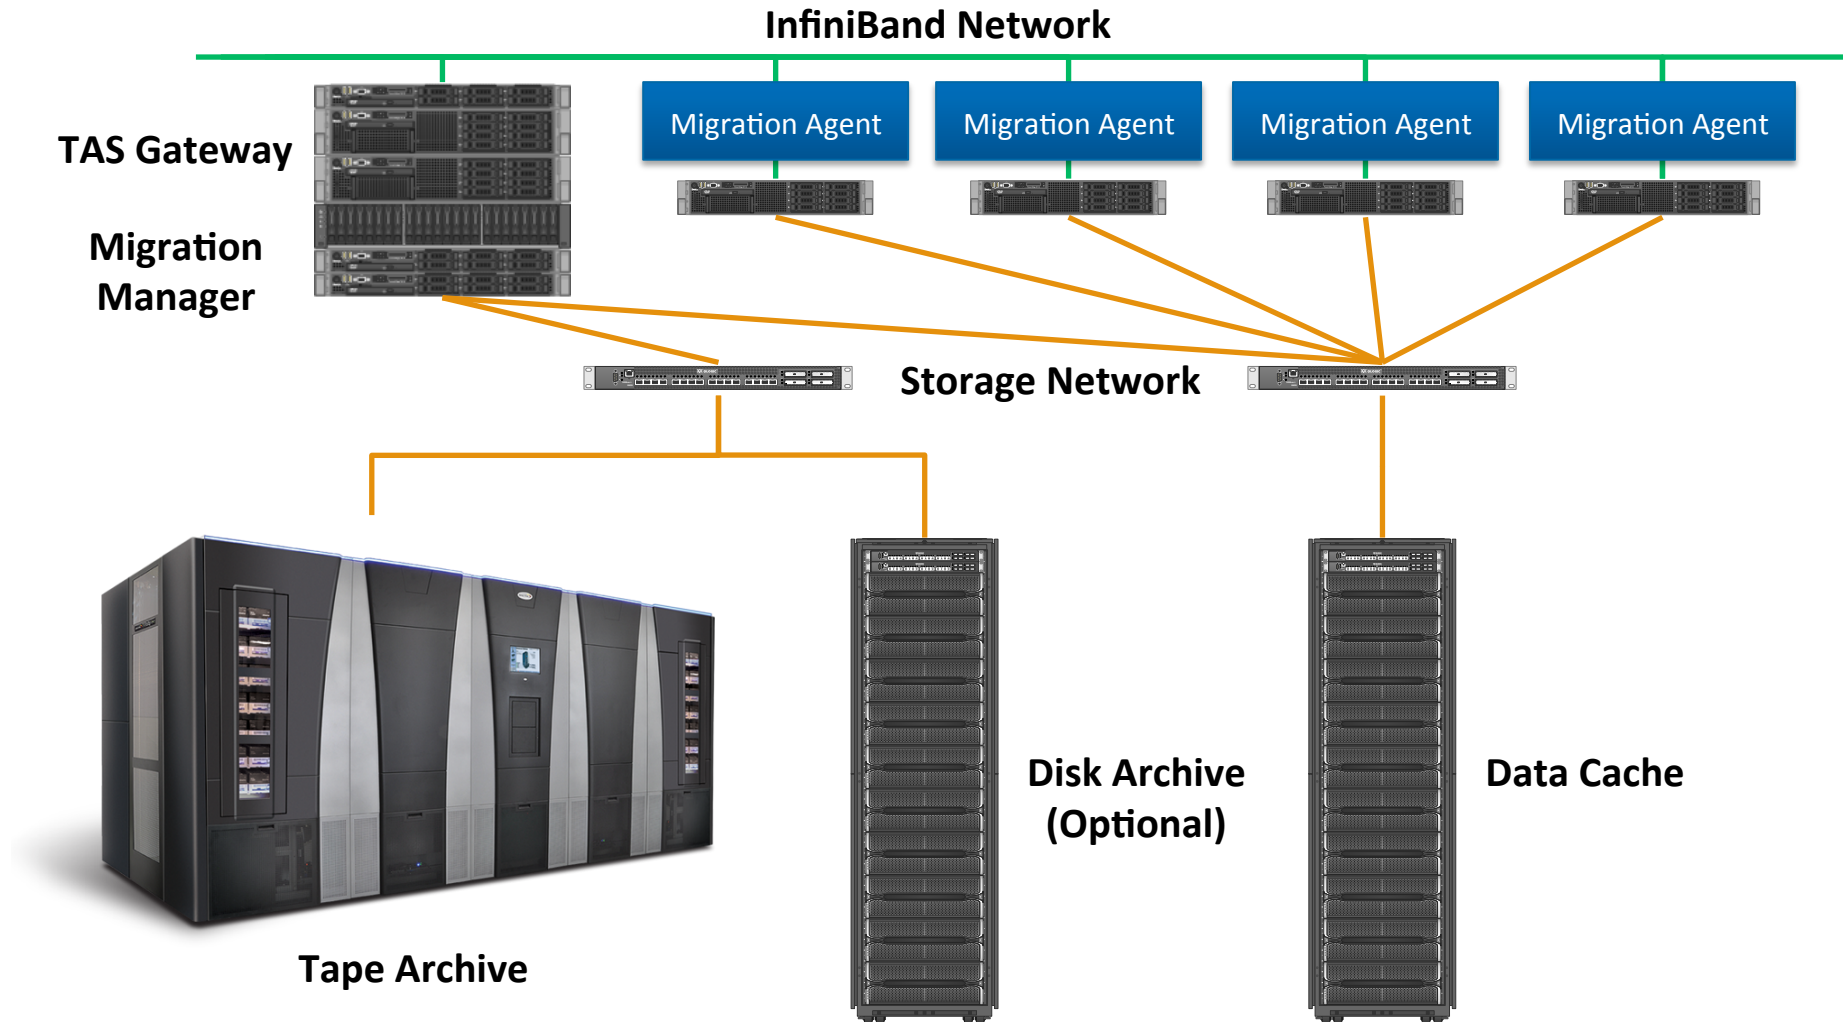 InfiniBand Network
TAS Gateway
Migration Agent
Migration Agent
Migration Agent
Migration Agent
Migration
Manager
Storage Network
Disk Archive
(Optional)
Data Cache
Tape Archive